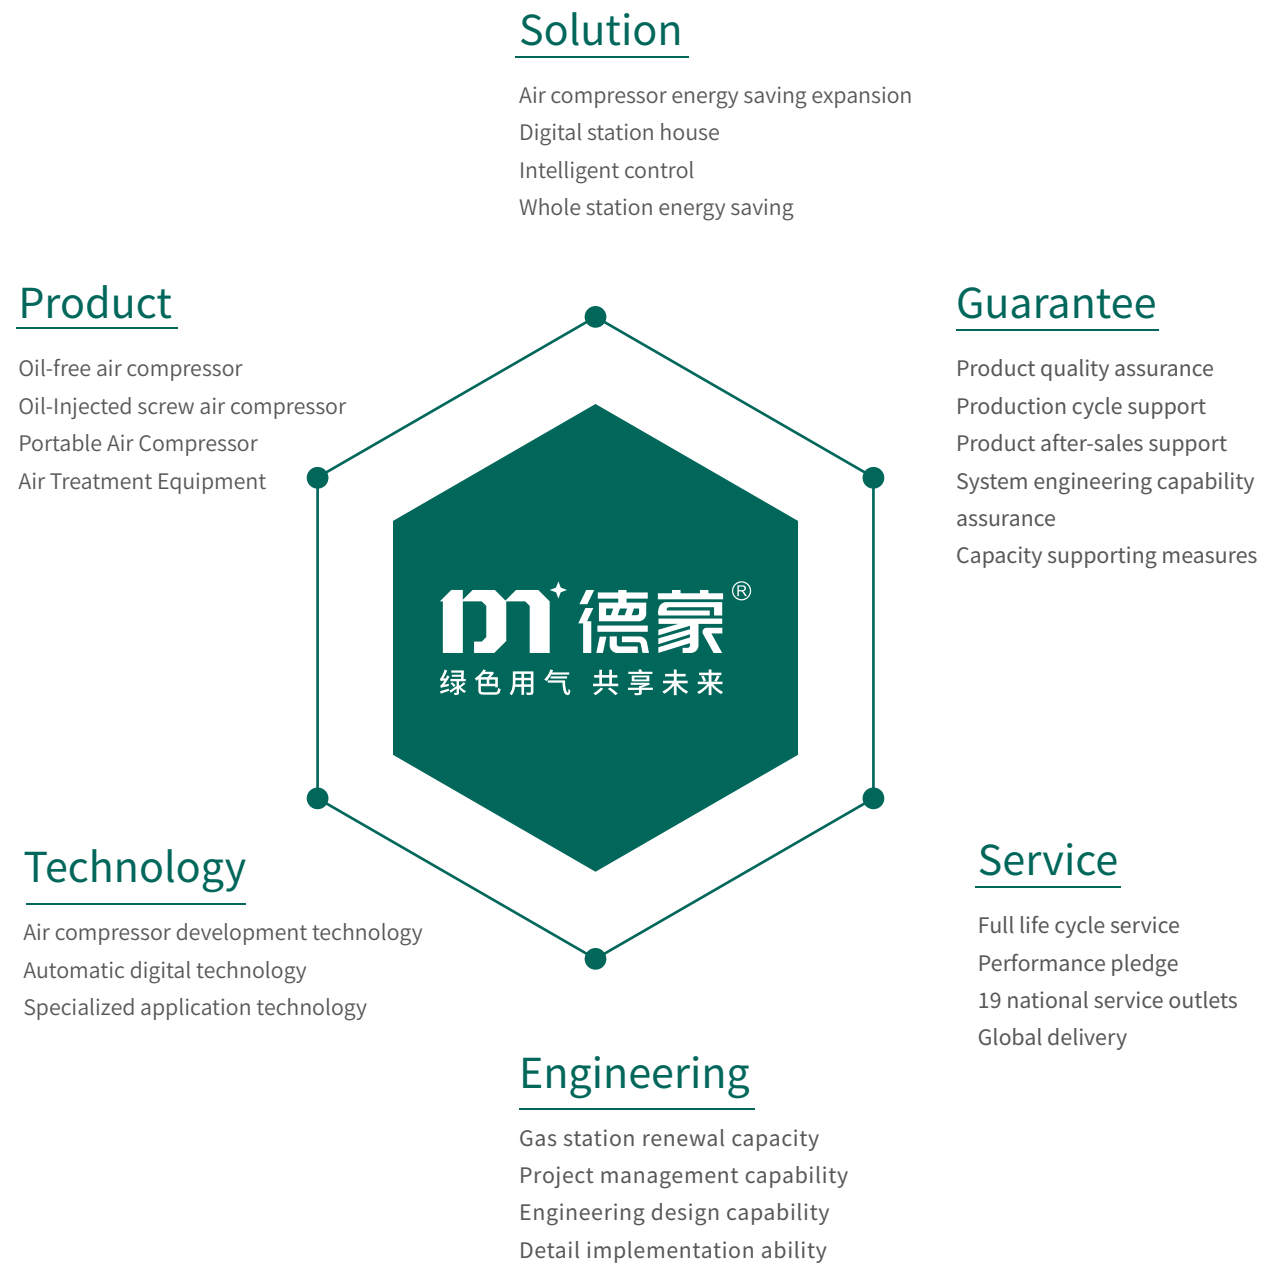 Solution
Air compressor energy saving expansion
Digital station house
Intelligent control
Whole station energy saving
Product
Oil-free air compressor
Oil-Injected screw air compressor
Portable Air Compressor
Air Treatment Equipment
Guarantee
Product quality assurance
Production cycle support
Product after-sales support
System engineering capability
assurance
Capacity supporting measures
m 德蒙 ®
绿色用气 共享未来
Technology
Air compressor development technology
Automatic digital technology
Specialized application technology
Service
Full life cycle service
Performance pledge
19 national service outlets
Global delivery
Engineering
Gas station renewal capacity
Project management capability
Engineering design capability
Detail implementation ability